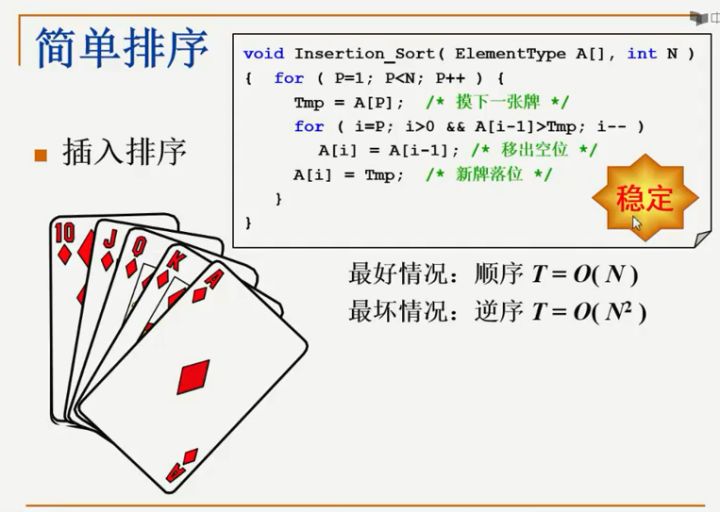 简单排序
void Insertion_Sort( ElementType A[], int N )
{ for ( P=1; P<N; P++ ) {
Tmp = A[P]; /* 摸下一张牌 */
for ( i=P; i>0 && A[i-1]>Tmp; i-- )
A[i] = A[i-1]; /* 移出空位 */
A[i] = Tmp; /* 新牌落位 */
}
}
稳定
插入排序
10
J
Q
K
A
A
最好情况：顺序 T = O( N )
最坏情况：逆序 T = O( N² )